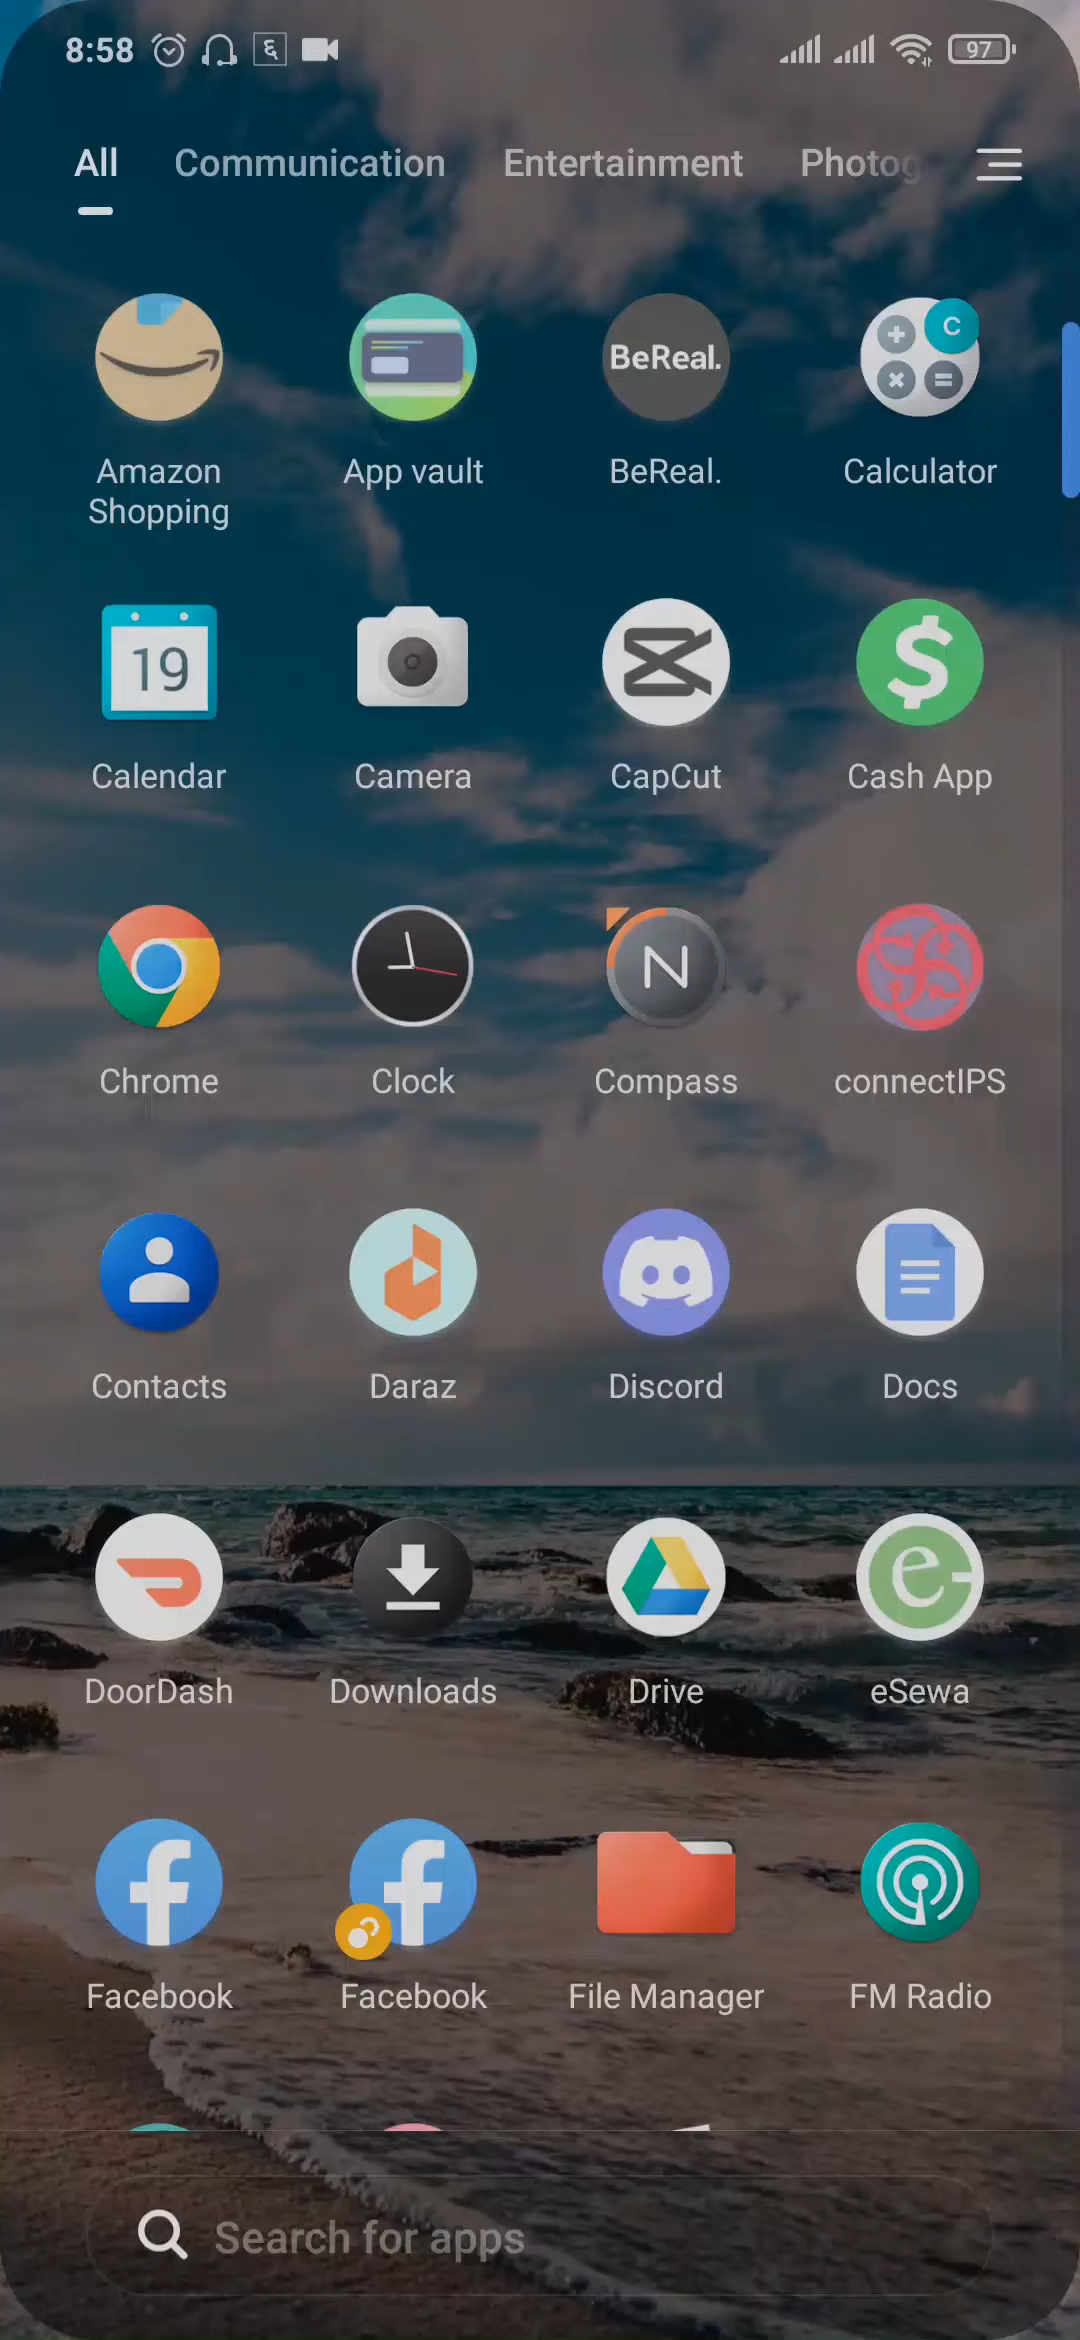 8:58 ६ 97
All Communication Entertainment Photog
BeReal. C
Amazon Shopping App vault BeReal. Calculator
19
Calendar Camera CapCut Cash App
N
Chrome Clock Compass connectIPS
Contacts Daraz Discord Docs
DoorDash Downloads Drive eSewa
Facebook Facebook File Manager FM Radio
Search for apps